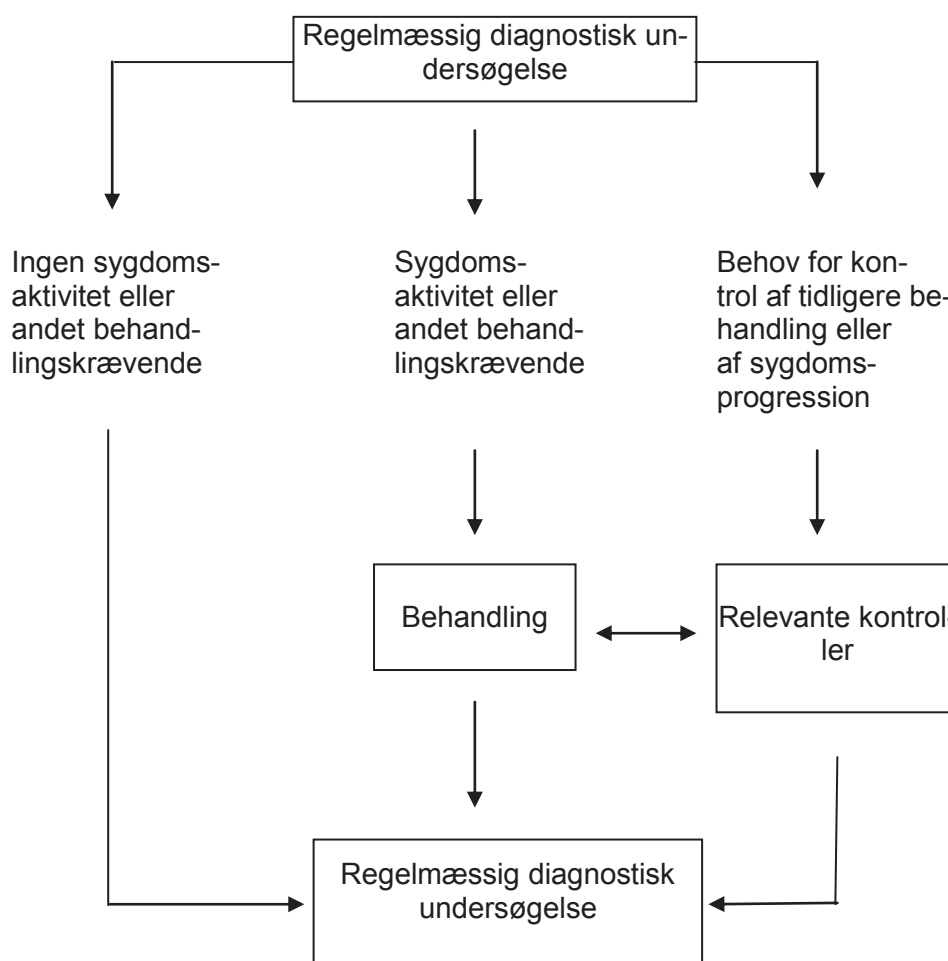 Regelmæssig diagnostisk un-
dersøgelse
Ingen sygdoms-
aktivitet eller
andet behand-
lingskrævende
Sygdoms-
aktivitet eller
andet behand-
lingskrævende
Behov for kon-
trol af tidligere be-
handling eller
af sygdoms-
progression
Behandling
Relevante kontrol-
ler
Regelmæssig diagnostisk
undersøgelse